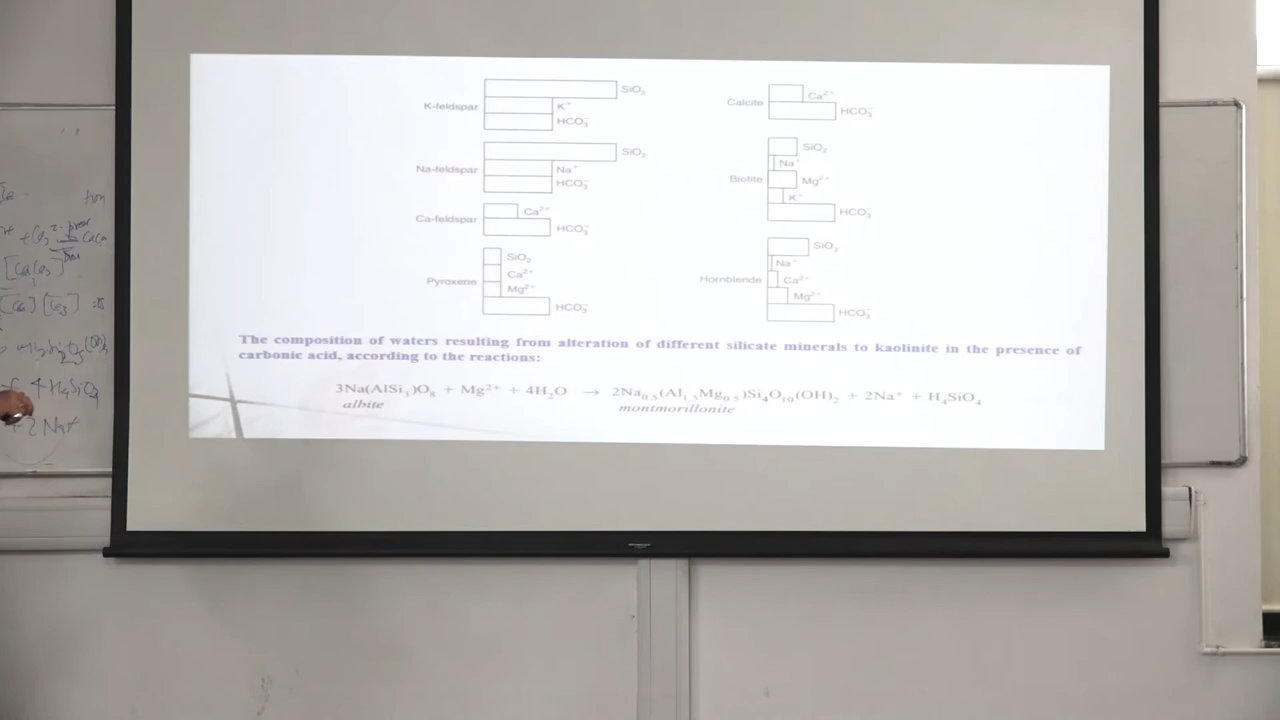 SiO₂
K-feldspar K⁺
HCO₃⁻
SiO₂
Na-feldspar Na⁺
HCO₃⁻
Ca-feldspar Ca²⁺
HCO₃⁻
SiO₂
Pyroxene Ca²⁺
Mg²⁺
HCO₃⁻
Calcite Ca²⁺
HCO₃⁻
SiO₂
Na⁺
Biotite Mg²⁺
K⁺
HCO₃⁻
SiO₂
Na⁺
Hornblende Ca²⁺
Mg²⁺
HCO₃⁻
The composition of waters resulting from alteration of different silicate minerals to kaolinite in the presence of
carbonic acid, according to the reactions:
3Na(AlSi₃)O₈ + Mg²⁺ + 4H₂O → 2Na₀.₅(Al₁.₅Mg₀.₅)Si₄O₁₀(OH)₂ + 2Na⁺ + H₄SiO₄
albite montmorillonite
4H₄SiO₄
2Na⁺